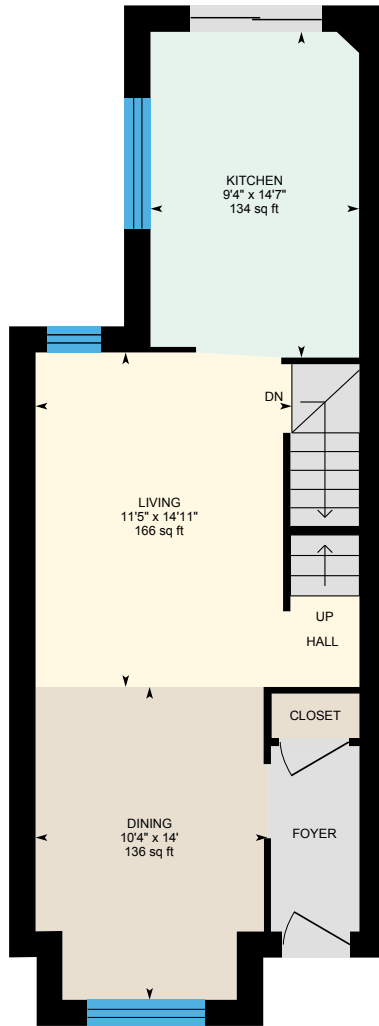 KITCHEN
9'4" x 14'7"
134 sq ft
DN
LIVING
11'5" x 14'11"
166 sq ft
UP
HALL
CLOSET
DINING
10'4" x 14'
136 sq ft
FOYER